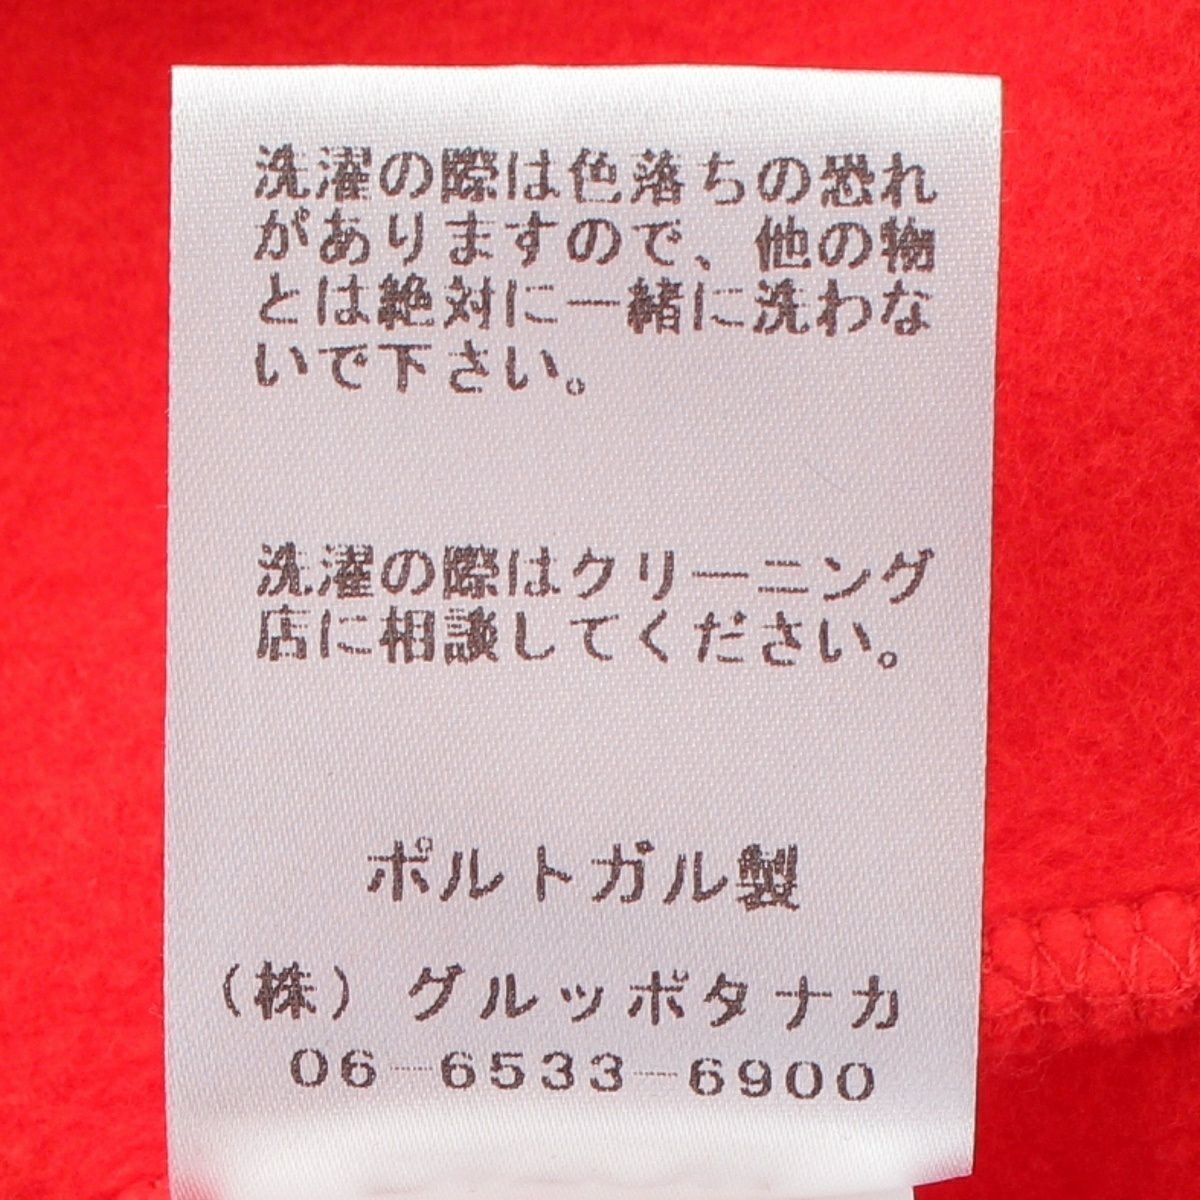 洗濯の際は色落ちの恐れ
がありますので、他の物
とは絶対に一緒に洗わな
いで下さい。
洗濯の際はクリーニング
店に相談してください。
ポルトガル製
(株) グルッポタナカ
06-6533-6900